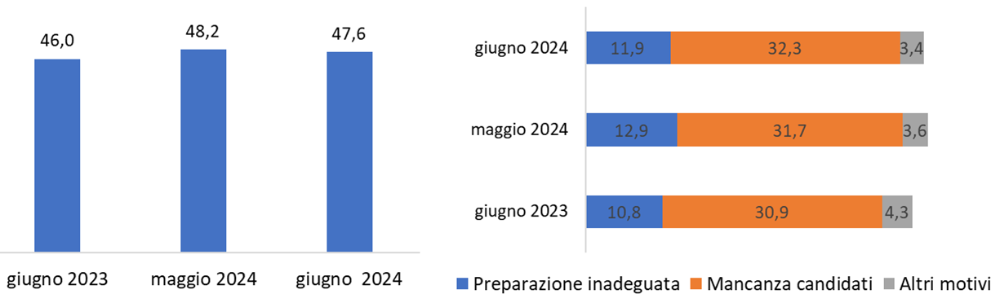 46,0
48,2
47,6
giugno 2023
maggio 2024
giugno 2024
giugno 2024
11,9
32,3
3,4
maggio 2024
12,9
31,7
3,6
giugno 2023
10,8
30,9
4,3
Preparazione inadeguata
Mancanza candidati
Altri motivi